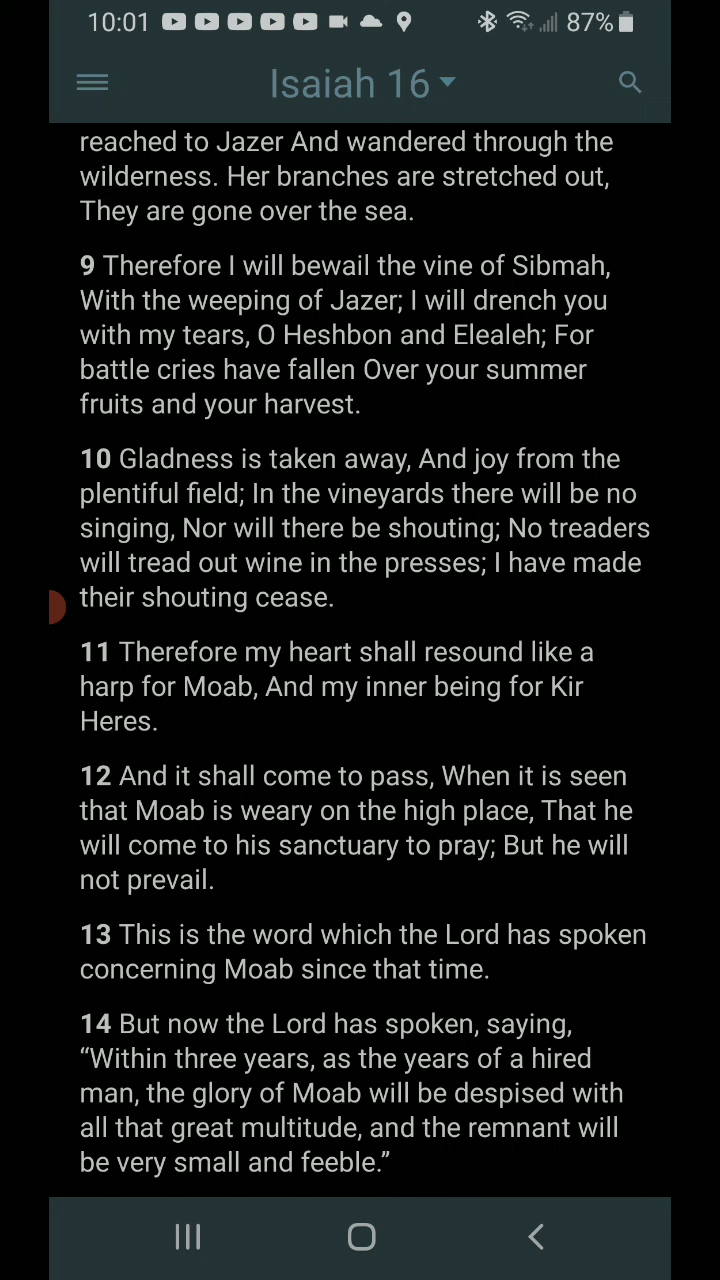 10:01 87%
Isaiah 16
reached to Jazer And wandered through the
wilderness. Her branches are stretched out,
They are gone over the sea.
9 Therefore I will bewail the vine of Sibmah,
With the weeping of Jazer; I will drench you
with my tears, O Heshbon and Elealeh; For
battle cries have fallen Over your summer
fruits and your harvest.
10 Gladness is taken away, And joy from the
plentiful field; In the vineyards there will be no
singing, Nor will there be shouting; No treaders
will tread out wine in the presses; I have made
their shouting cease.
11 Therefore my heart shall resound like a
harp for Moab, And my inner being for Kir
Heres.
12 And it shall come to pass, When it is seen
that Moab is weary on the high place, That he
will come to his sanctuary to pray; But he will
not prevail.
13 This is the word which the Lord has spoken
concerning Moab since that time.
14 But now the Lord has spoken, saying,
“Within three years, as the years of a hired
man, the glory of Moab will be despised with
all that great multitude, and the remnant will
be very small and feeble.”